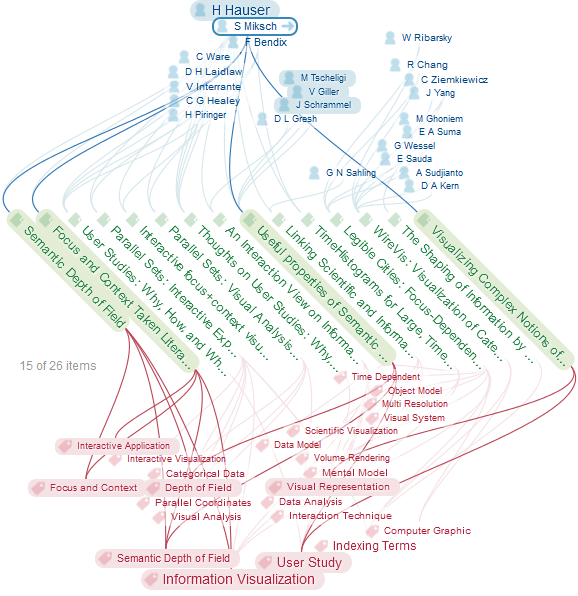 H Hauser
S Miksch
F Bendix
W Ribarsky
C Ware
R Chang
D H Laidlaw
M Tscheligi
C Ziemkiewicz
V Interrante
V Giller
J Yang
C G Healey
J Schrammel
H Piringer
D L Gresh
M Ghoniem
E A Suma
G Wessel
E Sauda
G N Sahling
A Sudjianto
D A Kern
Semantic Depth of Field
Focus and Context Taken Litera...
User Studies: Why, How, and Wh...
Parallel Sets: Interactive Exp...
Interactive focus+context visu...
Parallel Sets: Visual Analysis...
Thoughts on User Studies: Why...
An Interaction View on Informa...
Useful properties of Semantic...
Linking Scientific and Informa...
TimeHistograms for Large, Time...
Legible Cities: Focus-Dependen...
WireVis: Visualization of Cate...
The Shaping of Information by...
Visualizing Complex Notions of...
15 of 26 items
Time Dependent
Object Model
Multi Resolution
Visual System
Scientific Visualization
Interactive Application
Data Model
Interactive Visualization
Volume Rendering
Categorical Data
Mental Model
Focus and Context
Depth of Field
Visual Representation
Parallel Coordinates
Data Analysis
Visual Analysis
Interaction Technique
Computer Graphic
Indexing Terms
Semantic Depth of Field
User Study
Information Visualization